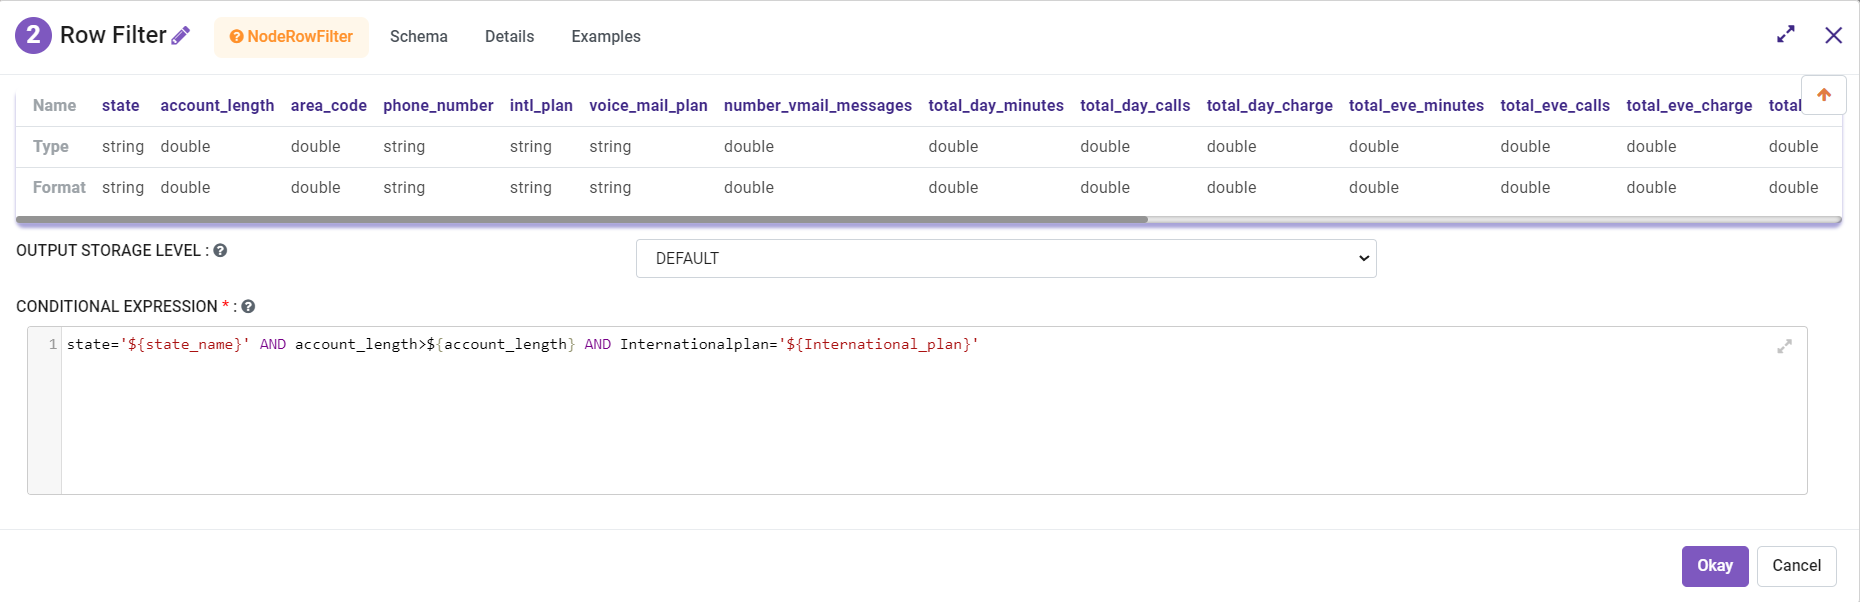 2 Row Filter NodeRowFilter Schema Details Examples
Name state account_length area_code phone_number intl_plan voice_mail_plan number_vmail_messages total_day_minutes total_day_calls total_day_charge total_eve_minutes total_eve_calls total_eve_charge total
Type string double double string string string double double double double double double double double
Format string double double string string string double double double double double double double double
OUTPUT STORAGE LEVEL : DEFAULT
CONDITIONAL EXPRESSION * :
1 state='${state_name}' AND account_length>${account_length} AND Internationalplan='${International_plan}'
Okay Cancel